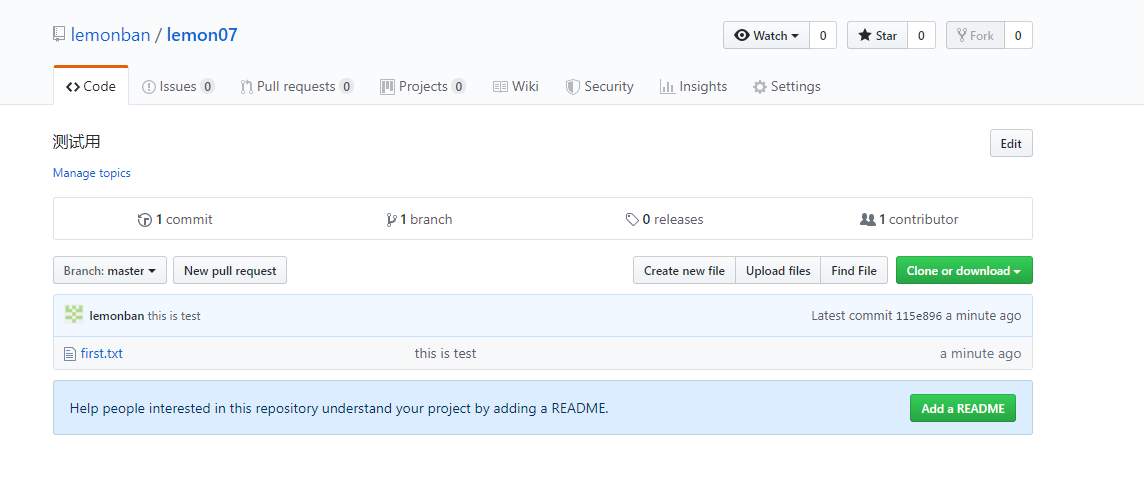 lemonban / lemon07
Watch 0 Star 0 Fork 0
Code Issues 0 Pull requests 0 Projects 0 Wiki Security Insights Settings
测试用
Edit
Manage topics
1 commit 1 branch 0 releases 1 contributor
Branch: master New pull request Create new file Upload files Find File Clone or download
lemonban this is test Latest commit 115e896 a minute ago
first.txt this is test a minute ago
Help people interested in this repository understand your project by adding a README. Add a README